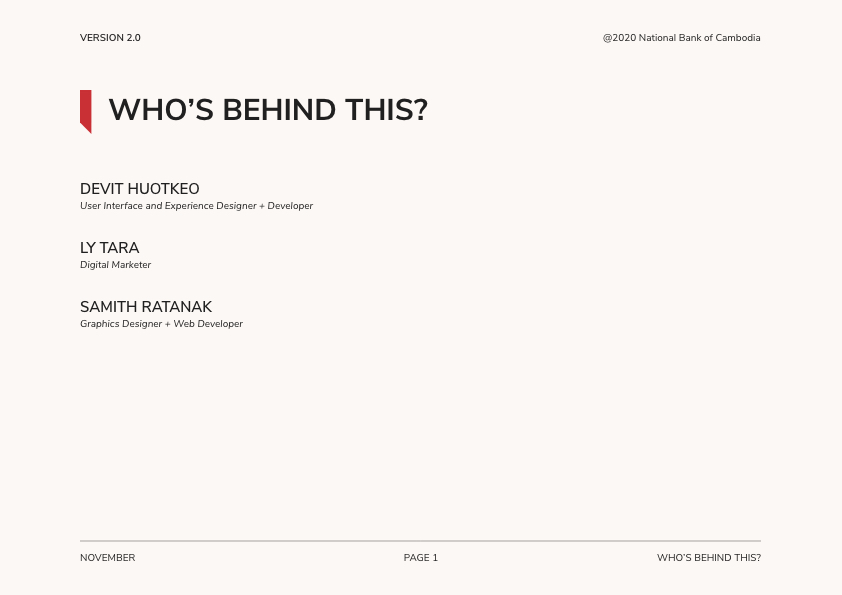 VERSION 2.0
@2020 National Bank of Cambodia
WHO’S BEHIND THIS?
DEVIT HUOTKEO
User Interface and Experience Designer + Developer
LY TARA
Digital Marketer
SAMITH RATANAK
Graphics Designer + Web Developer
NOVEMBER
PAGE 1
WHO’S BEHIND THIS?